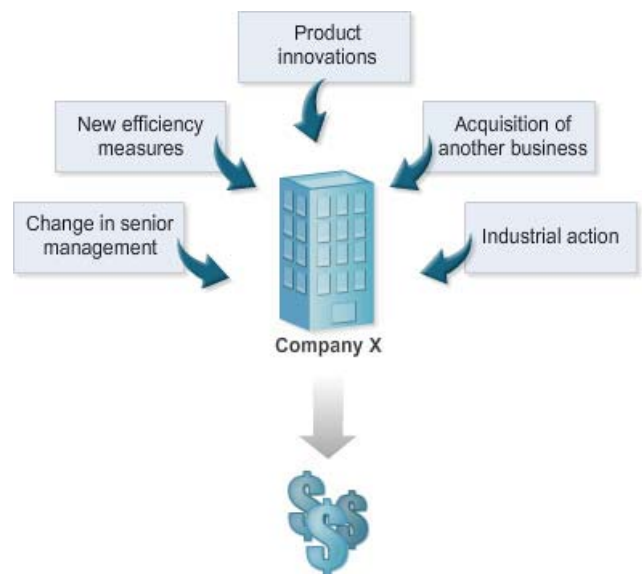 Product
innovations
New efficiency
measures
Acquisition of
another business
Change in senior
management
Industrial action
Company X
$ $ $